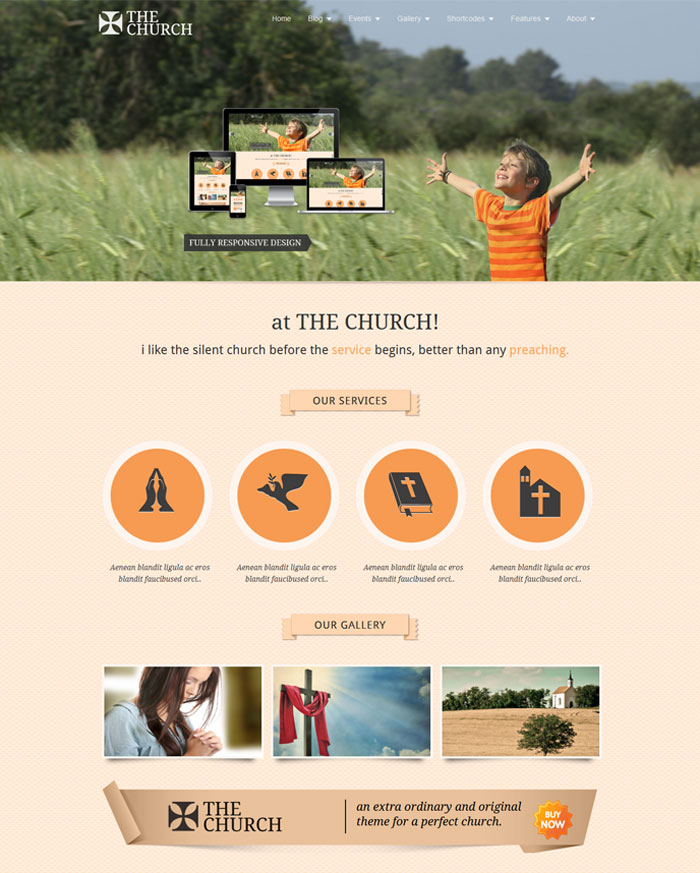 THE
CHURCH
Home Blog Events Gallery Shortcodes Features About
FULLY RESPONSIVE DESIGN
at THE CHURCH!
i like the silent church before the service begins, better than any preaching.
OUR SERVICES
Aenean blandit ligula ac eros
blandit faucibused orci..
Aenean blandit ligula ac eros
blandit faucibused orci..
Aenean blandit ligula ac eros
blandit faucibused orci..
Aenean blandit ligula ac eros
blandit faucibused orci..
OUR GALLERY
THE
CHURCH
an extra ordinary and original
theme for a perfect church.
BUY
NOW